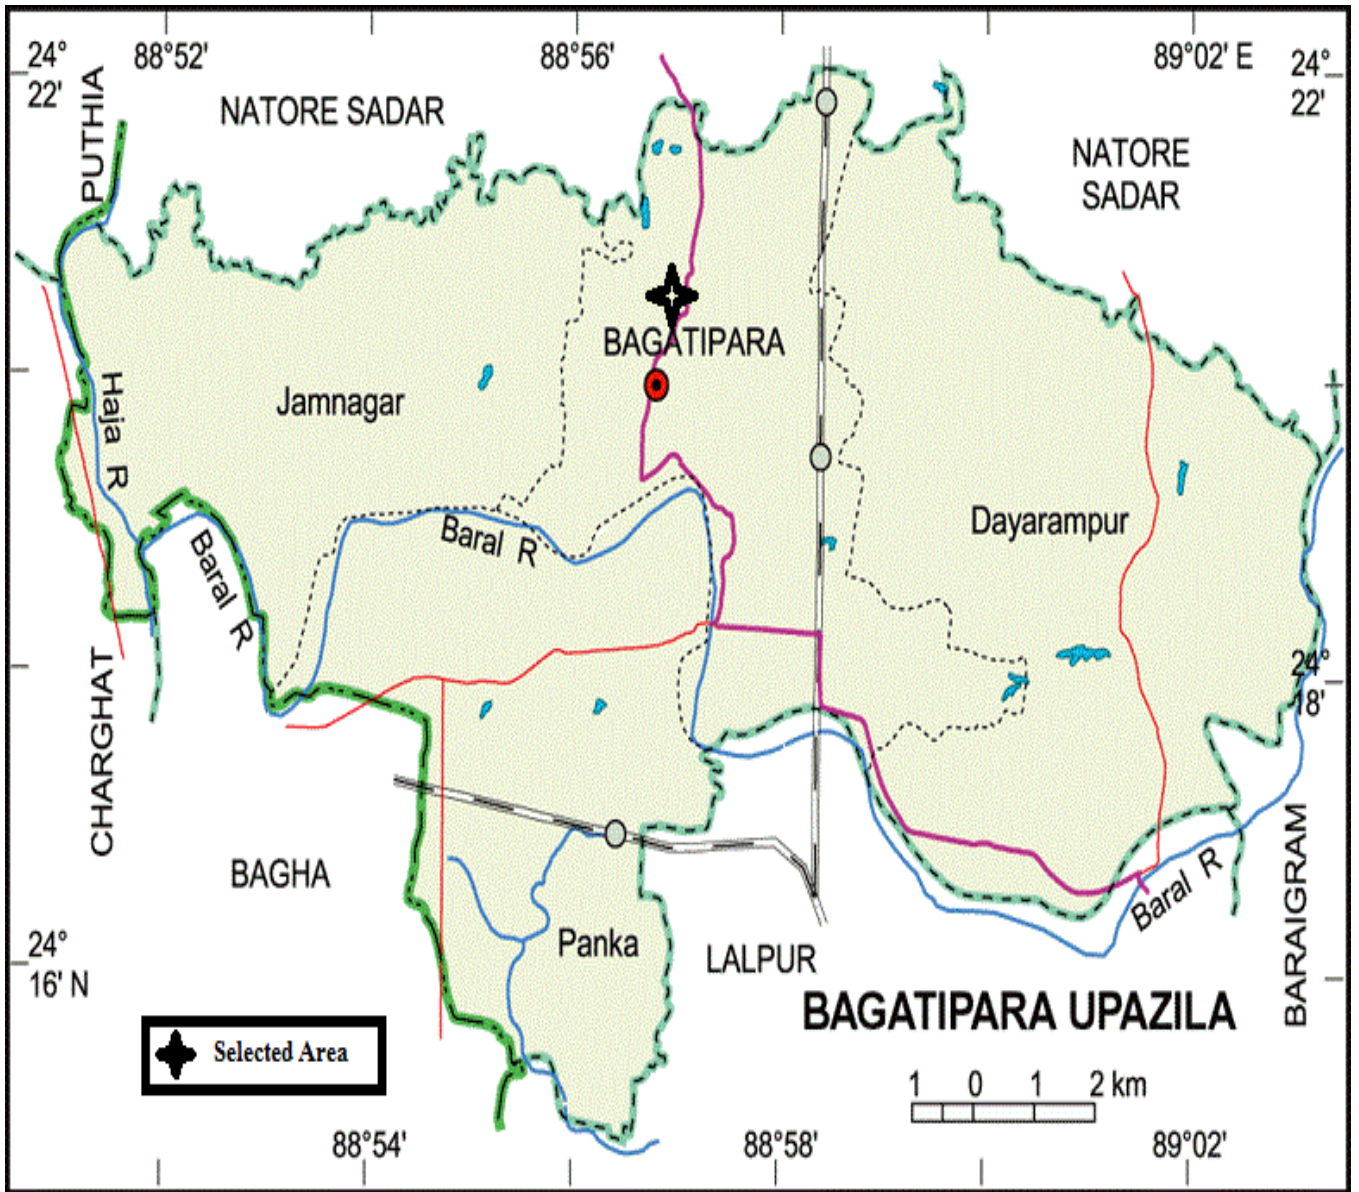 24°
22'
88°52'
88°56'
89°02' E
24°
22'
PUTHIA
NATORE SADAR
NATORE
SADAR
BAGATIPARA
Haja R
Jamnagar
Baral R
Baral R
Dayarampur
CHARGHAT
24°
18'
BAGHA
Baral R
BARAIGRAM
Panka
LALPUR
24°
16' N
BAGATIPARA UPAZILA
Selected Area
1 0 1 2 km
88°54'
88°58'
89°02'